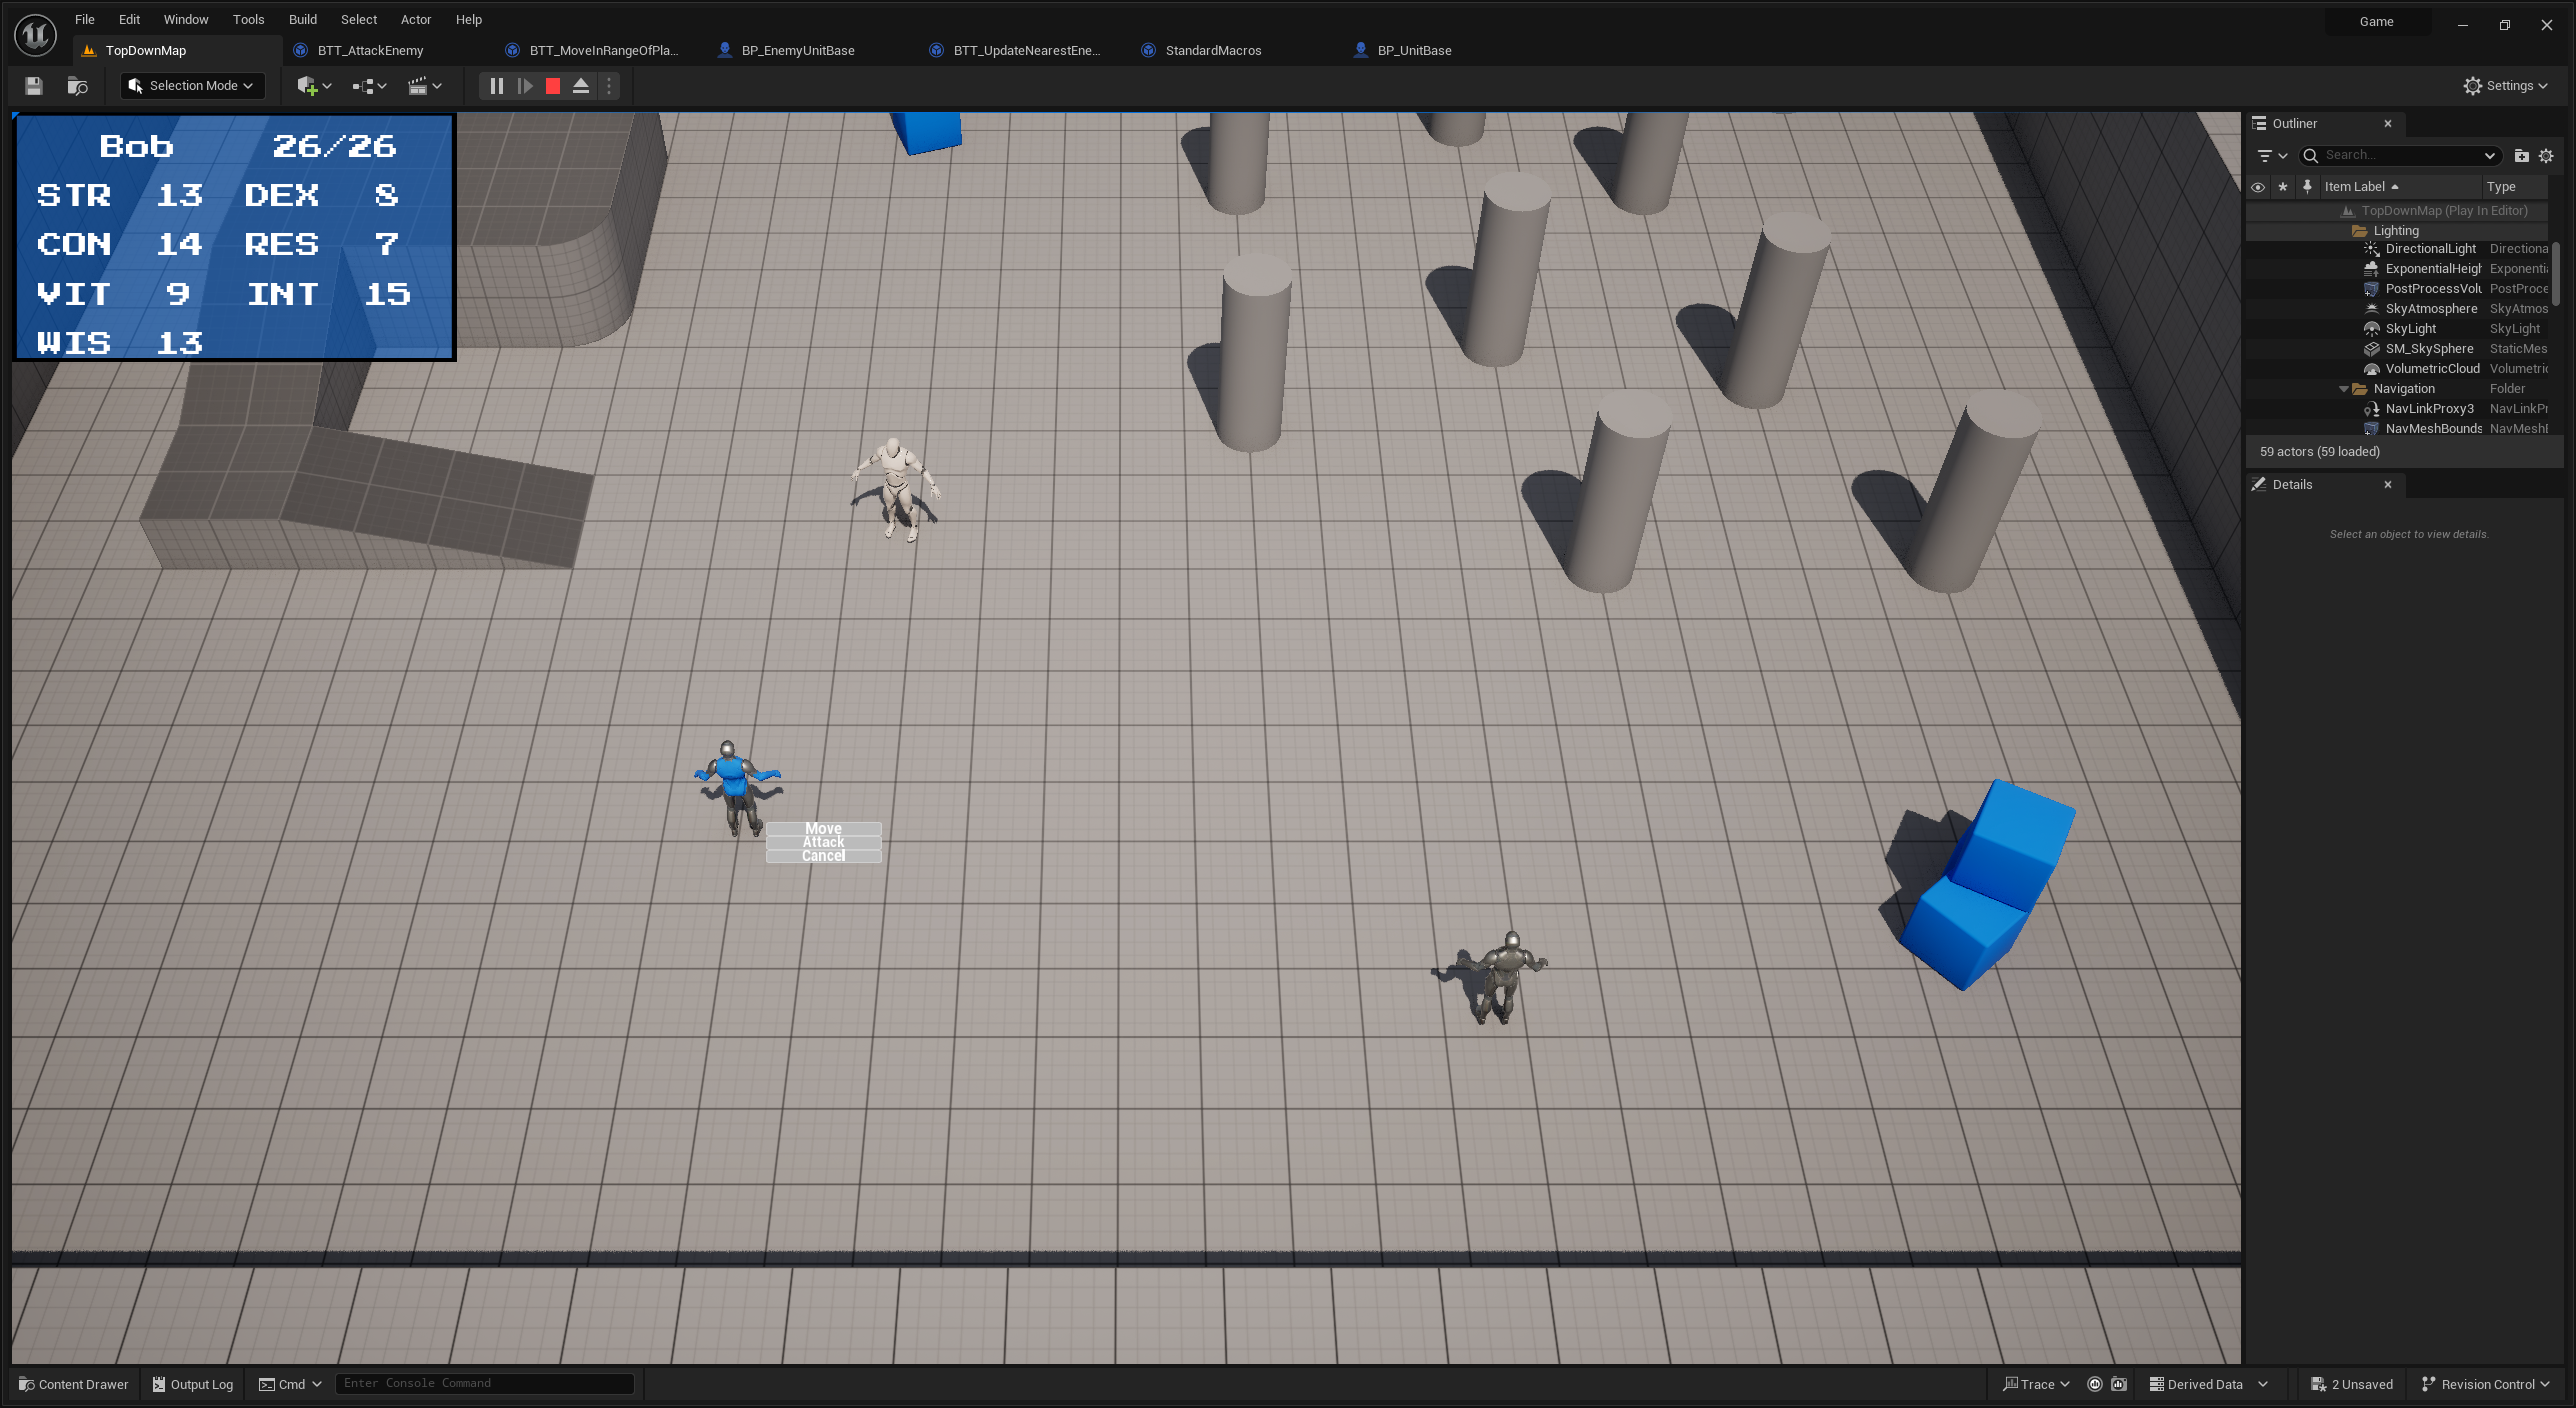 File Edit Window Tools Build Select Actor Help
Game
TopDownMap
BTT_AttackEnemy
BTT_MoveInRangeOfPla...
BP_EnemyUnitBase
BTT_UpdateNearestEne...
StandardMacros
BP_UnitBase
Selection Mode
Settings
Bob 26/26
STR 13 DEX 8
CON 14 RES 7
VIT 9 INT 15
WIS 13
Move
Attack
Cancel
Outliner
Search...
Item Label Type
TopDownMap (Play In Editor)
Lighting
DirectionalLight Directiona
ExponentialHeigh Exponentia
PostProcessVolu PostProce
SkyAtmosphere SkyAtmos
SkyLight SkyLight
SM_SkySphere StaticMes
VolumetricCloud Volumetric
Navigation Folder
NavLinkProxy3 NavLinkPr
NavMeshBounds NavMeshB
59 actors (59 loaded)
Details
Select an object to view details.
Content Drawer
Output Log
Cmd
Enter Console Command
Trace
Derived Data
2 Unsaved
Revision Control